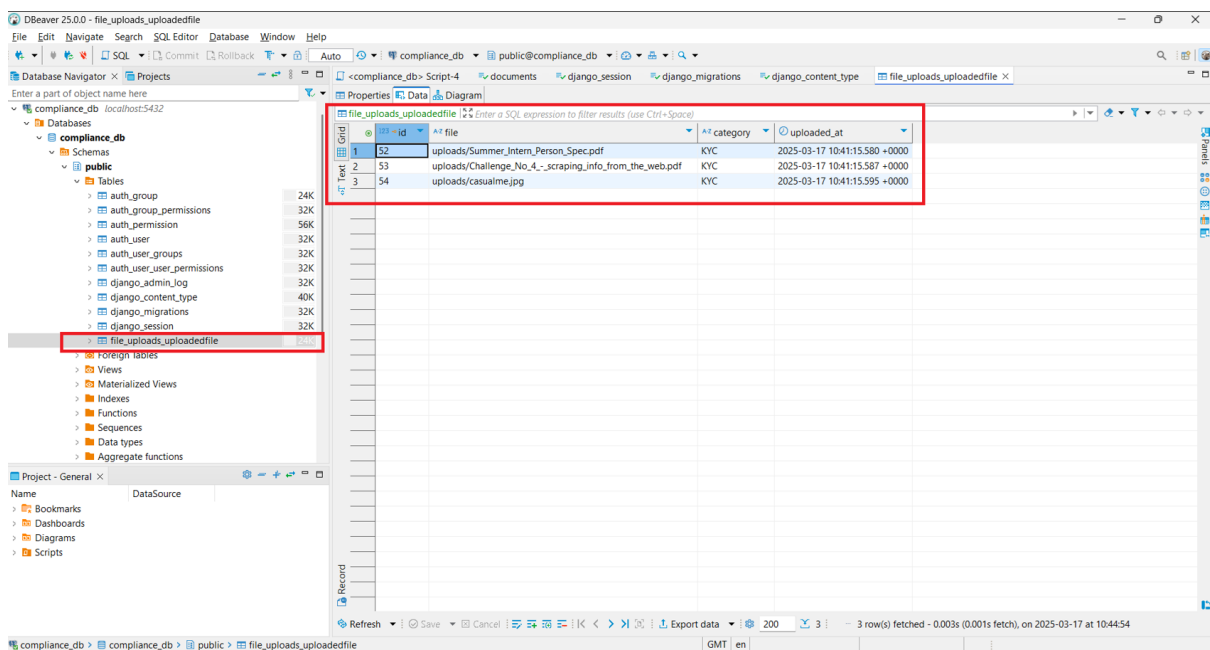 DBeaver 25.0.0 - file_uploads_uploadedfile
File Edit Navigate Search SQL Editor Database Window Help
SQL Commit Rollback Auto compliance_db public@compliance_db
Database Navigator Projects
Enter a part of object name here
compliance_db localhost:5432
Databases
compliance_db
Schemas
public
Tables
auth_group 24K
auth_group_permissions 32K
auth_permission 56K
auth_user 32K
auth_user_groups 32K
auth_user_user_permissions 32K
django_admin_log 32K
django_content_type 40K
django_migrations 32K
django_session 32K
file_uploads_uploadedfile 24K
Foreign Tables
Views
Materialized Views
Indexes
Functions
Sequences
Data types
Aggregate functions
Project - General
Name DataSource
Bookmarks
Dashboards
Diagrams
Scripts
<compliance_db> Script-4 documents django_session django_migrations django_content_type file_uploads_uploadedfile
Properties Data Diagram
file_uploads_uploadedfile Enter a SQL expression to filter results (use Ctrl+Space)
Grid
Text
Record
123 id A-Z file A-Z category uploaded_at
1 52 uploads/Summer_Intern_Person_Spec.pdf KYC 2025-03-17 10:41:15.580 +0000
2 53 uploads/Challenge_No_4_-_scraping_info_from_the_web.pdf KYC 2025-03-17 10:41:15.587 +0000
3 54 uploads/casualme.jpg KYC 2025-03-17 10:41:15.595 +0000
Panels
Refresh Save Cancel Export data 200 3 3 row(s) fetched - 0.003s (0.001s fetch), on 2025-03-17 at 10:44:54
compliance_db compliance_db public file_uploads_uploadedfile
GMT en